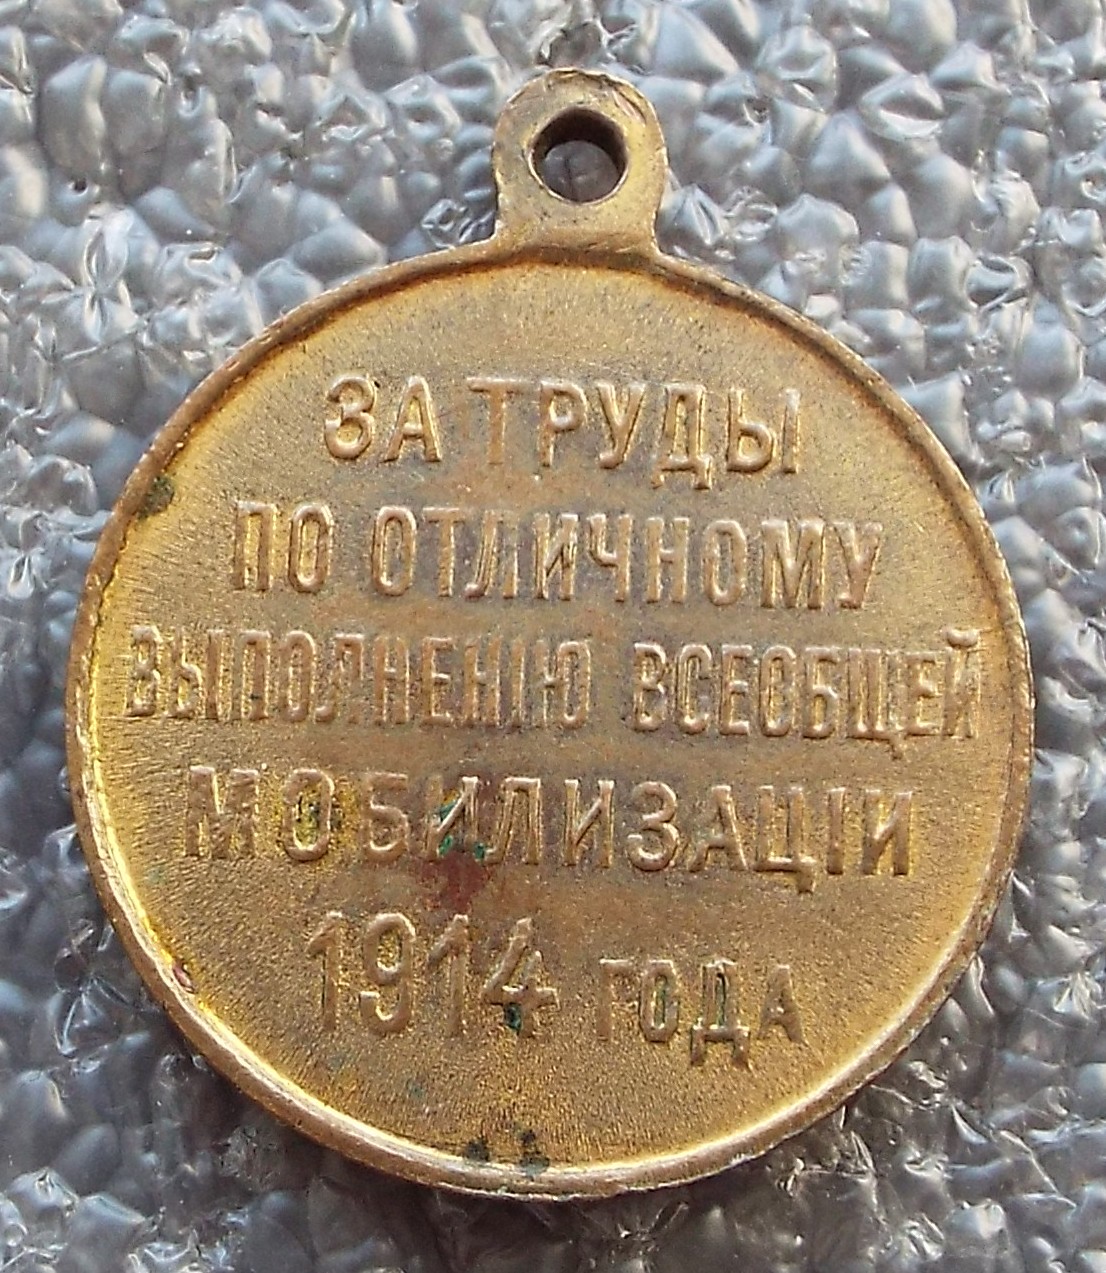 ЗА ТРУДЫ
ПО ОТЛИЧНОМУ
ВЫПОЛНЕНІЮ ВСЕОБЩЕЙ
МОБИЛИЗАЦІИ
1914 ГОДА